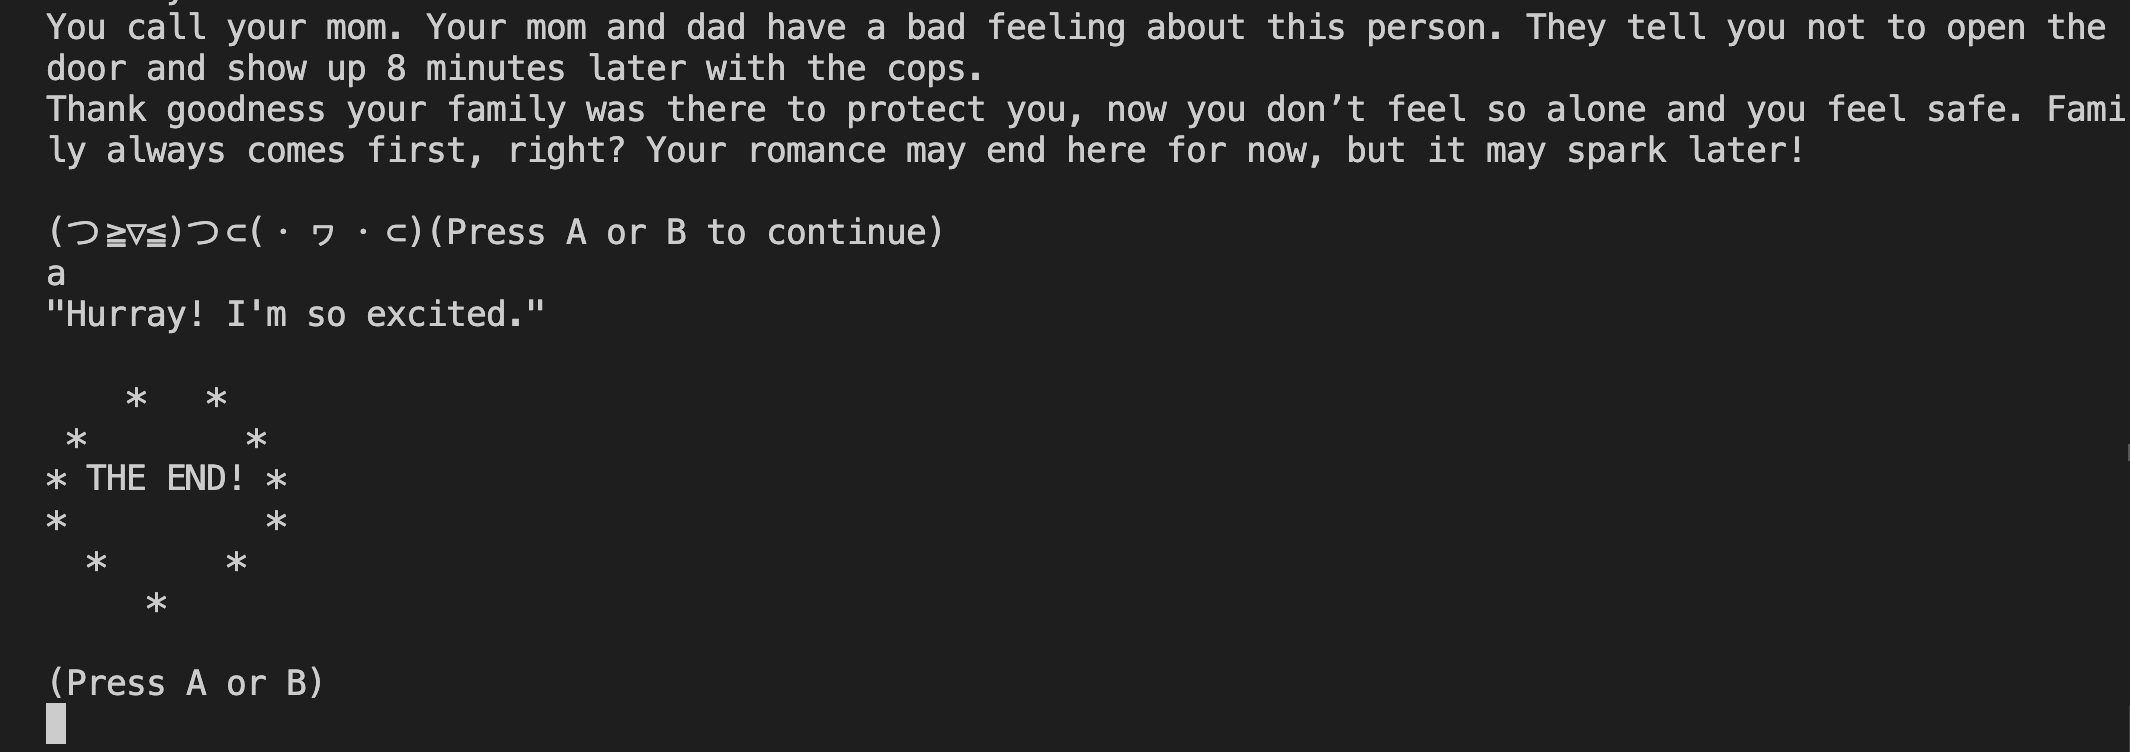 You call your mom. Your mom and dad have a bad feeling about this person. They tell you not to open the
door and show up 8 minutes later with the cops.
Thank goodness your family was there to protect you, now you don’t feel so alone and you feel safe. Fami
ly always comes first, right? Your romance may end here for now, but it may spark later!
(つ≧▽≦)つ⊂(・ヮ・⊂)(Press A or B to continue)
a
"Hurray! I'm so excited."
* *
* *
* THE END! *
* *
* *
*
(Press A or B)